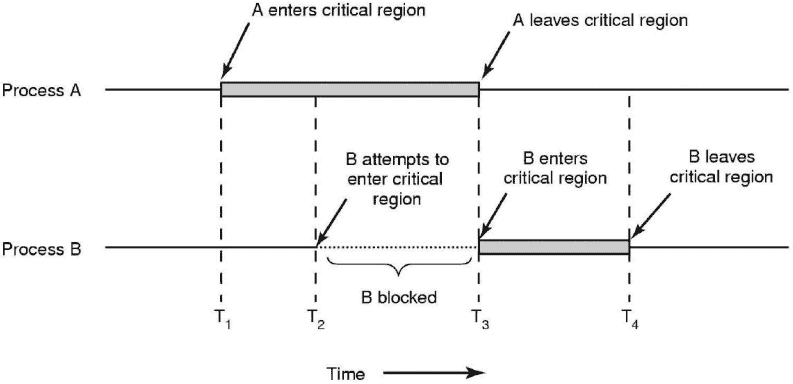 A enters critical region
A leaves critical region
Process A
B attempts to
enter critical
region
B enters
critical region
B leaves
critical region
Process B
B blocked
T1
T2
T3
T4
Time